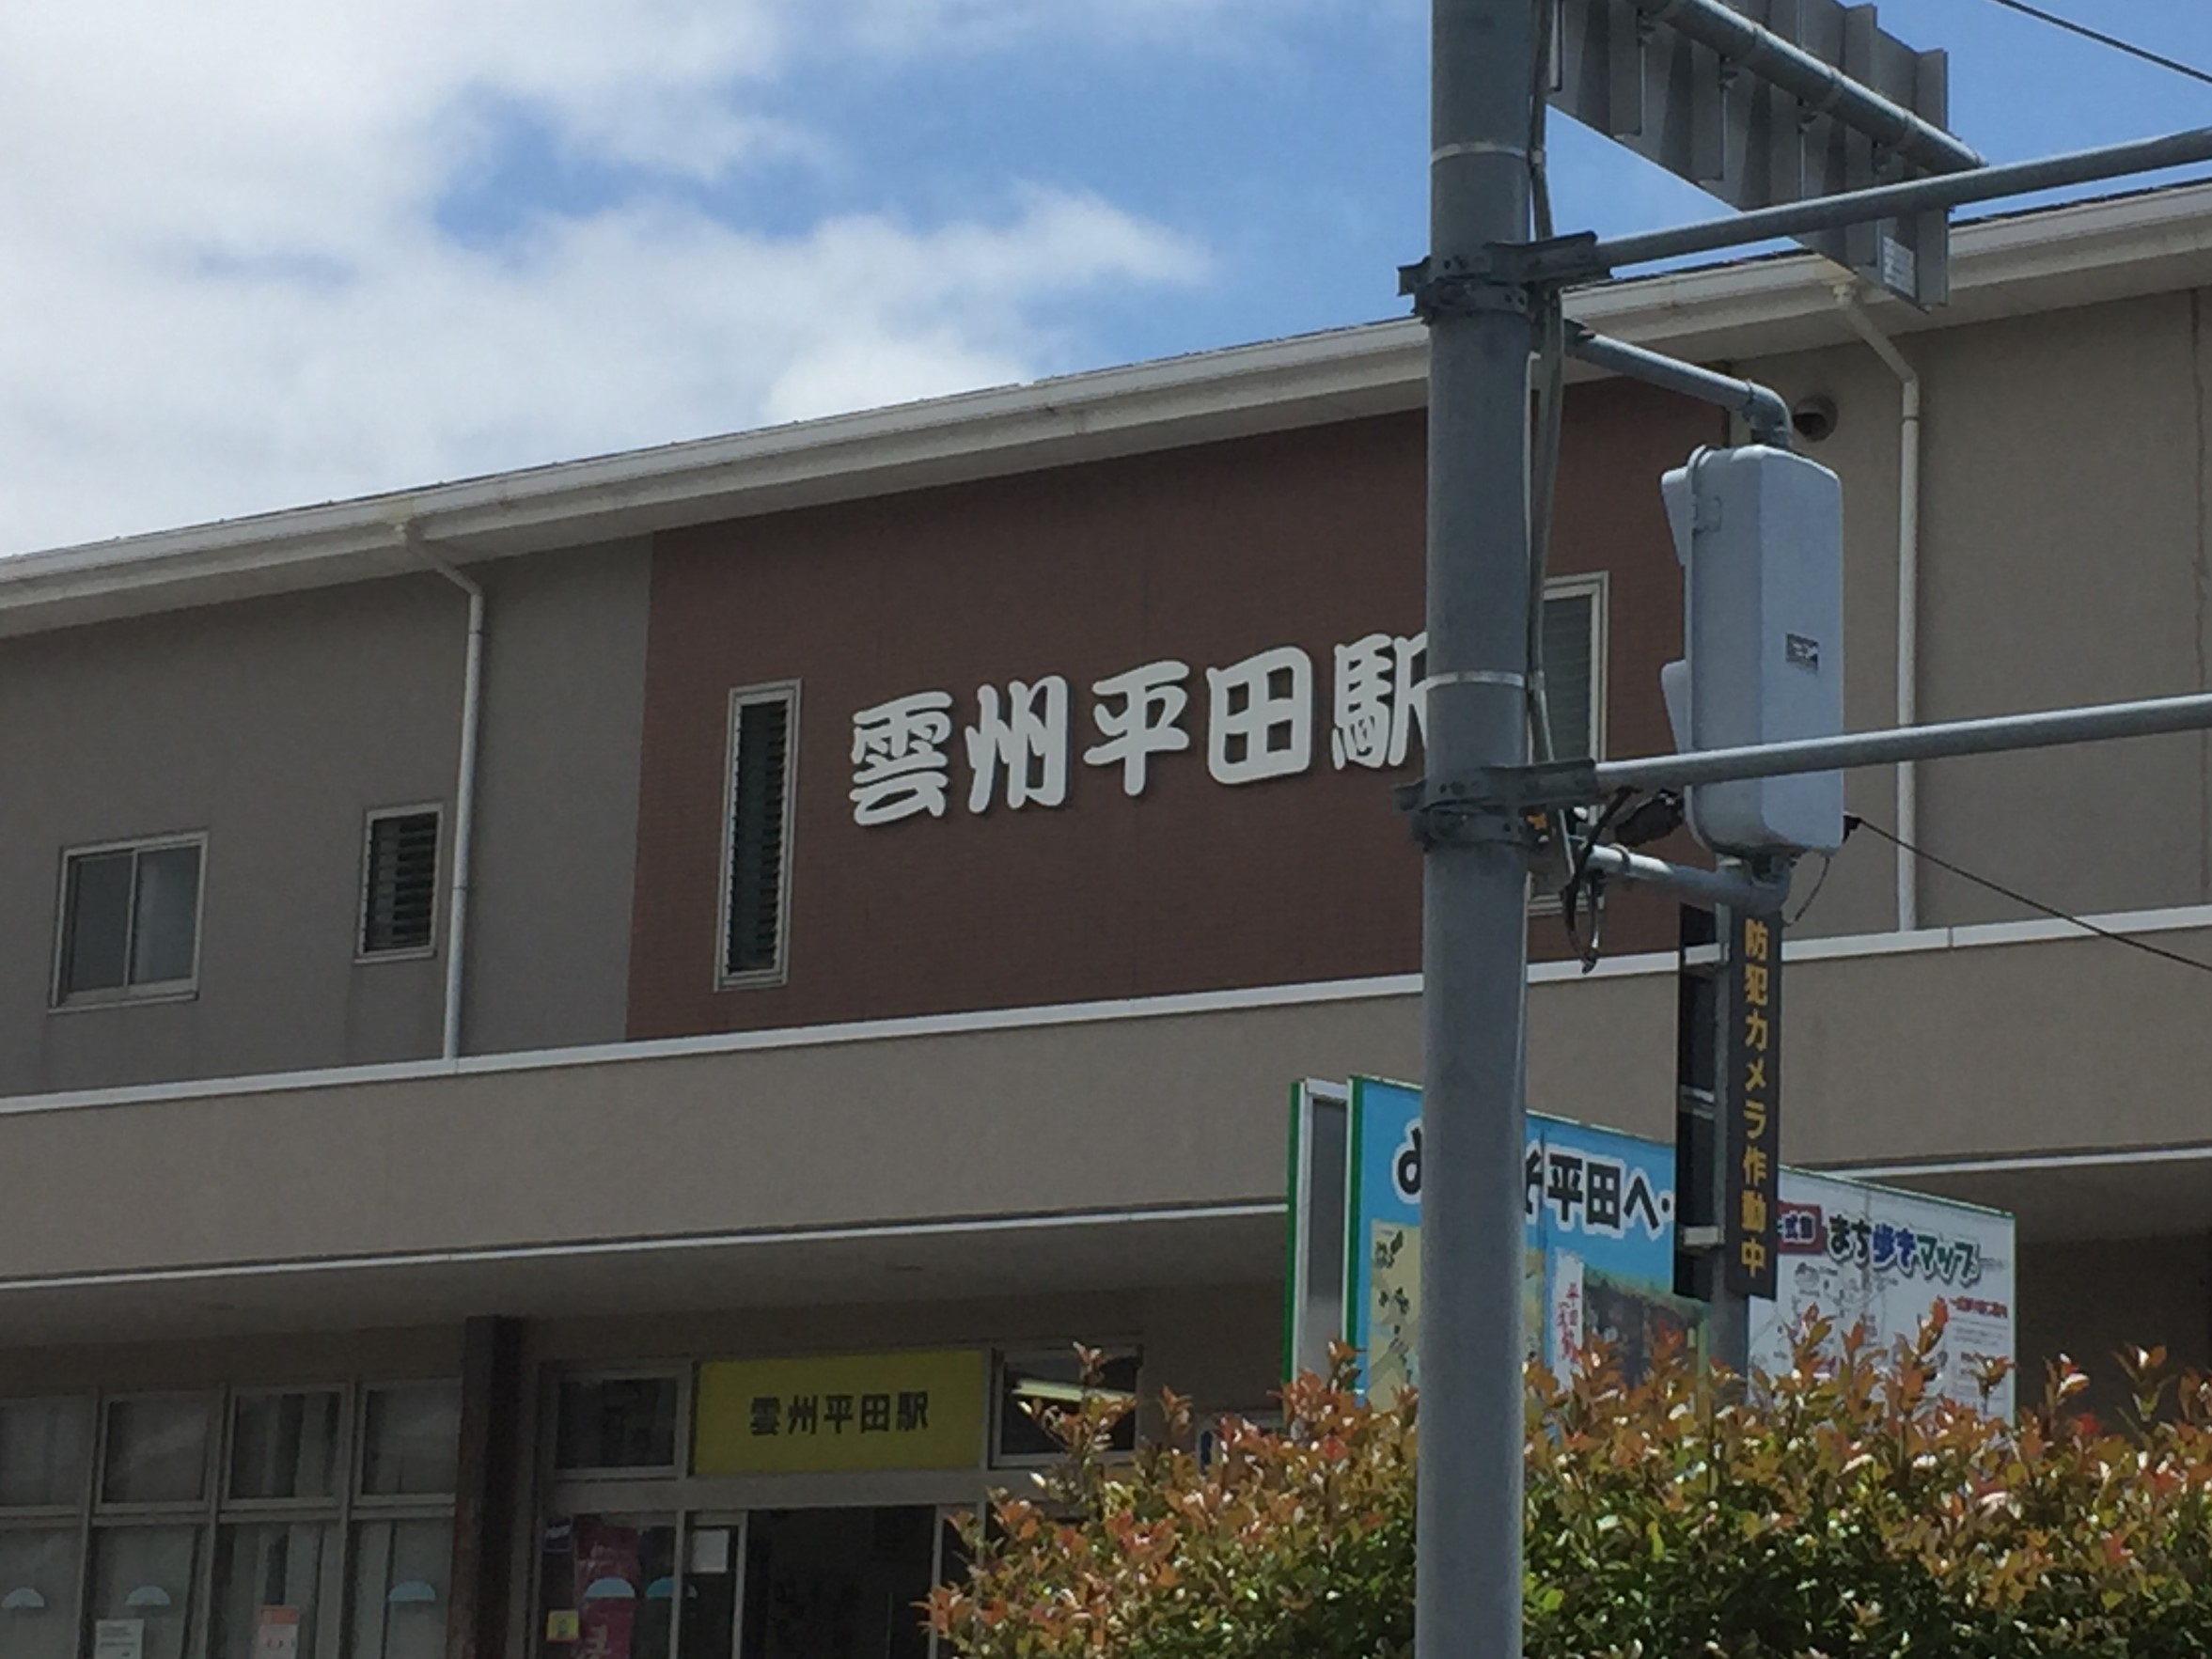 雲州平田駅
防犯カメラ作動中
平田へ
まち歩きマップ
雲州平田駅